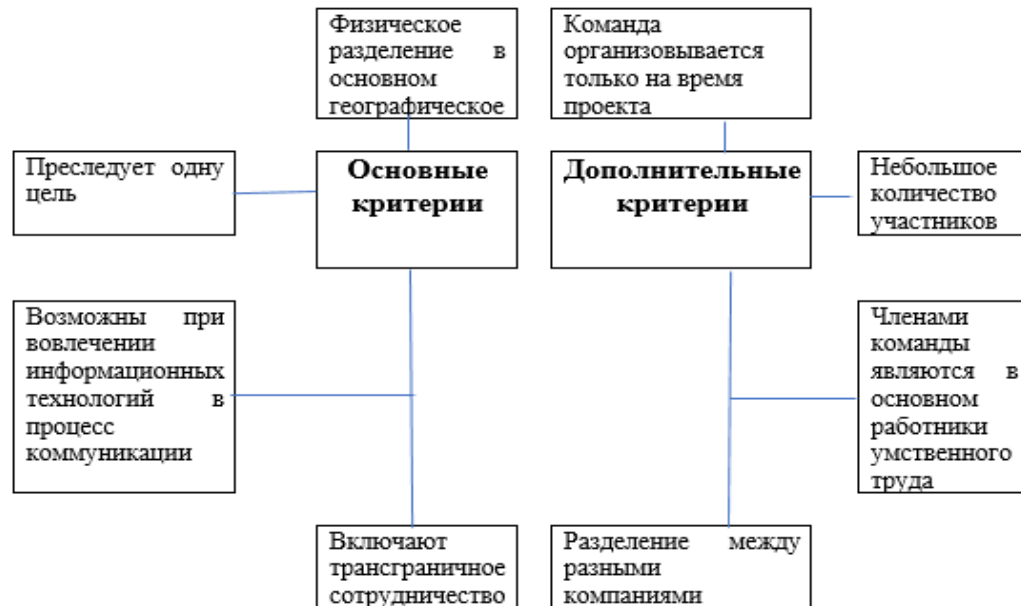 Физическое
разделение в
основном
географическое
Команда
организовывается
только на время
проекта
Преследует одну
цель
Основные
критерии
Дополнительные
критерии
Небольшое
количество
участников
Возможны при
вовлечении
информационных
технологий в
процесс
коммуникации
Членами
команды
являются в
основном
работники
умственного
труда
Включают
трансграничное
сотрудничество
Разделение между
разными
компаниями